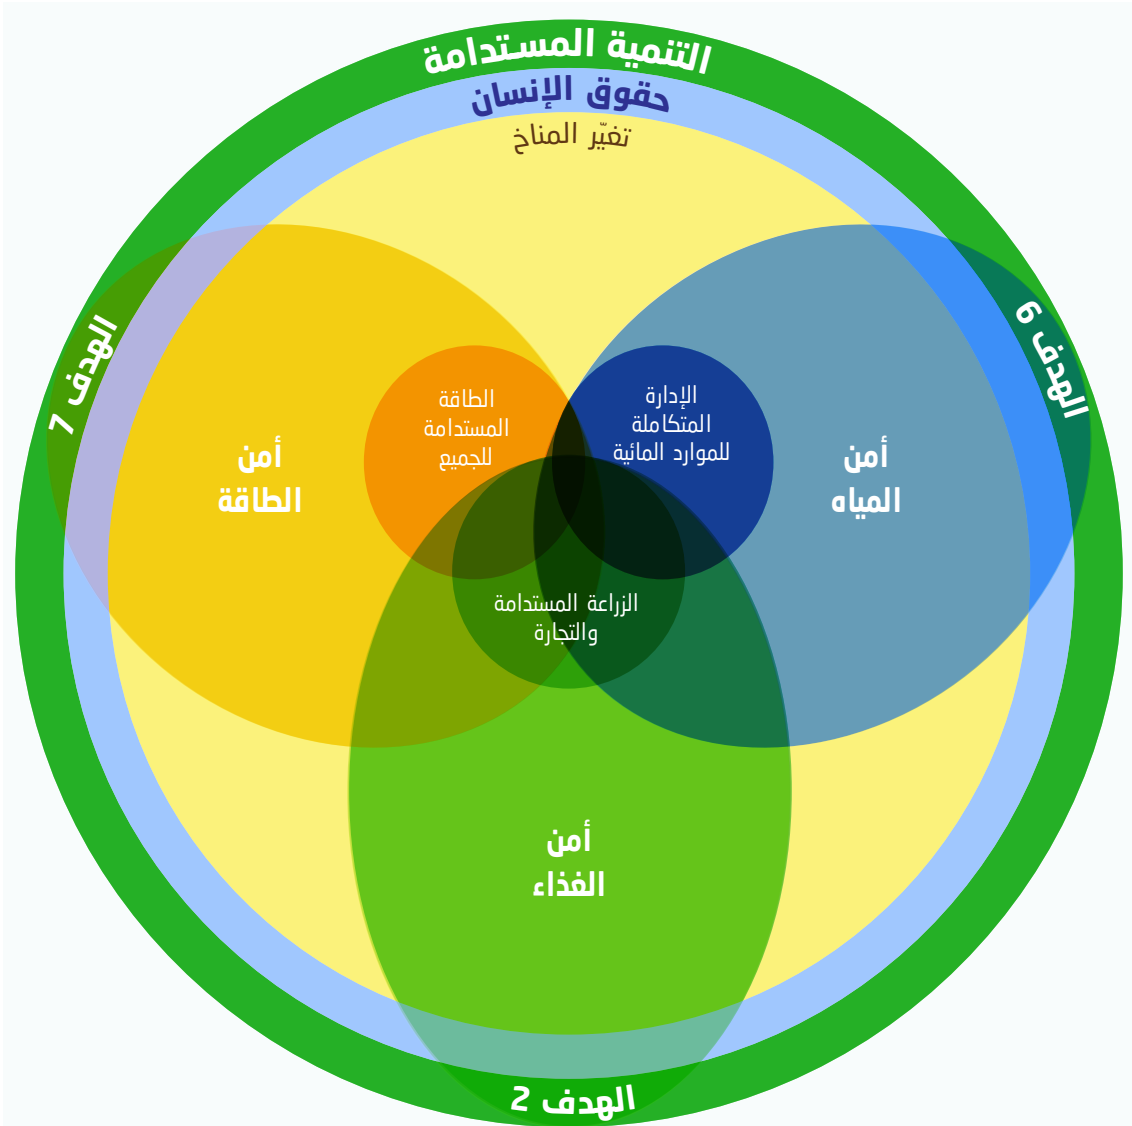 التنمية المستدامة
حقوق الإنسان
تغيّر المناخ
الهدف 6
الهدف 7
الإدارة
المتكاملة
للموارد المائية
الطاقة
المستدامة
للجميع
أمن
المياه
أمن
الطاقة
الزراعة المستدامة
والتجارة
أمن
الغذاء
الهدف 2